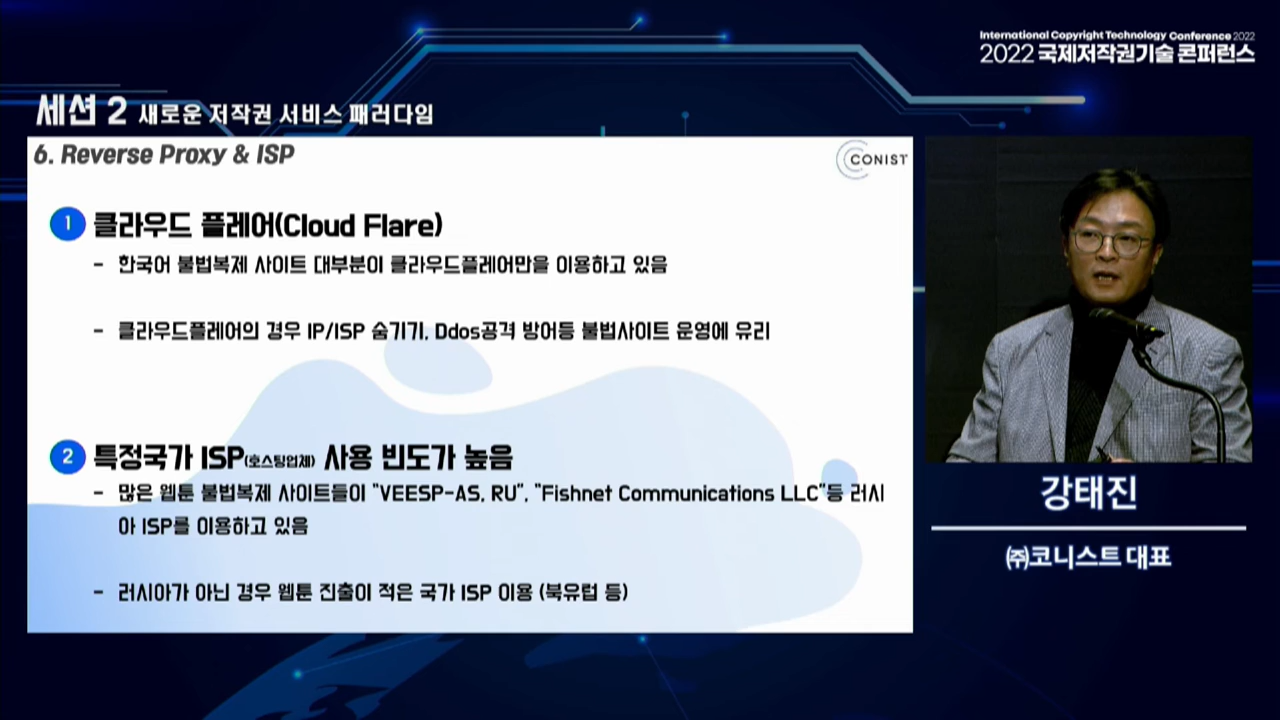 International Copyright Technology Conference 2022
2022 국제저작권기술 콘퍼런스
세션 2 새로운 저작권 서비스 패러다임
6. Reverse Proxy & ISP
CONIST
1 클라우드 플레어(Cloud Flare)
- 한국어 불법복제 사이트 대부분이 클라우드플레어만을 이용하고 있음
- 클라우드플레어의 경우 IP/ISP 숨기기, Ddos공격 방어등 불법사이트 운영에 유리
2 특정국가 ISP(호스팅업체) 사용 빈도가 높음
- 많은 웹툰 불법복제 사이트들이 "VEESP-AS, RU", "Fishnet Communications LLC"등 러시
아 ISP를 이용하고 있음
- 러시아가 아닌 경우 웹툰 진출이 적은 국가 ISP 이용 (북유럽 등)
강태진
㈜코니스트 대표